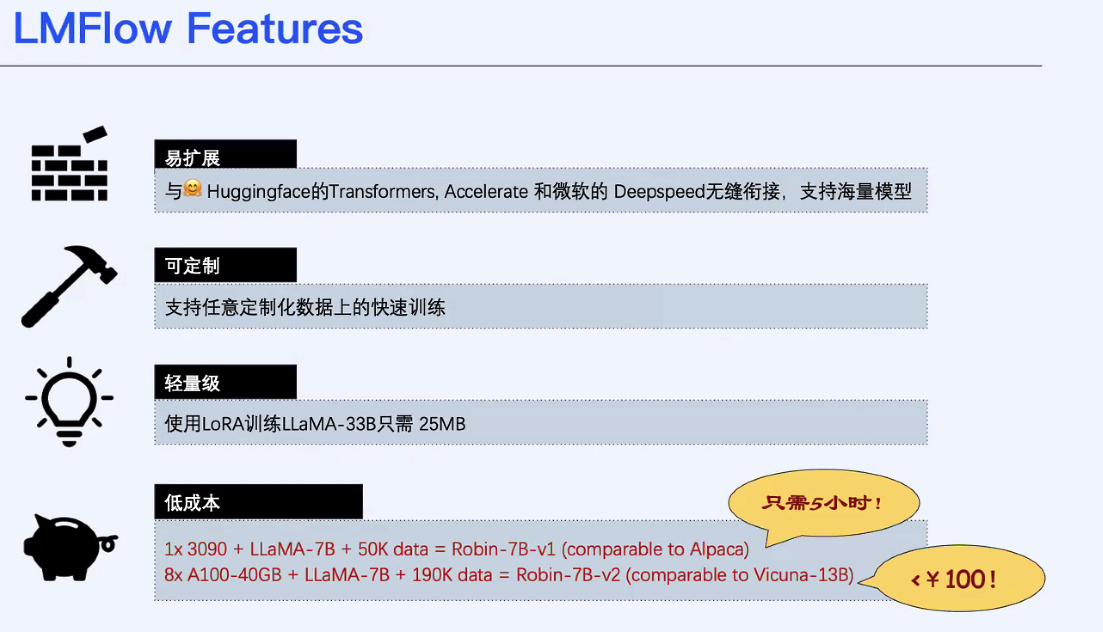 LMFlow Features
易扩展
与🤗 Huggingface的Transformers, Accelerate 和微软的 Deepspeed无缝衔接，支持海量模型
可定制
支持任意定制化数据上的快速训练
轻量级
使用LoRA训练LLaMA-33B只需 25MB
低成本
只需5小时！
1x 3090 + LLaMA-7B + 50K data = Robin-7B-v1 (comparable to Alpaca)
8x A100-40GB + LLaMA-7B + 190K data = Robin-7B-v2 (comparable to Vicuna-13B)
<￥100！